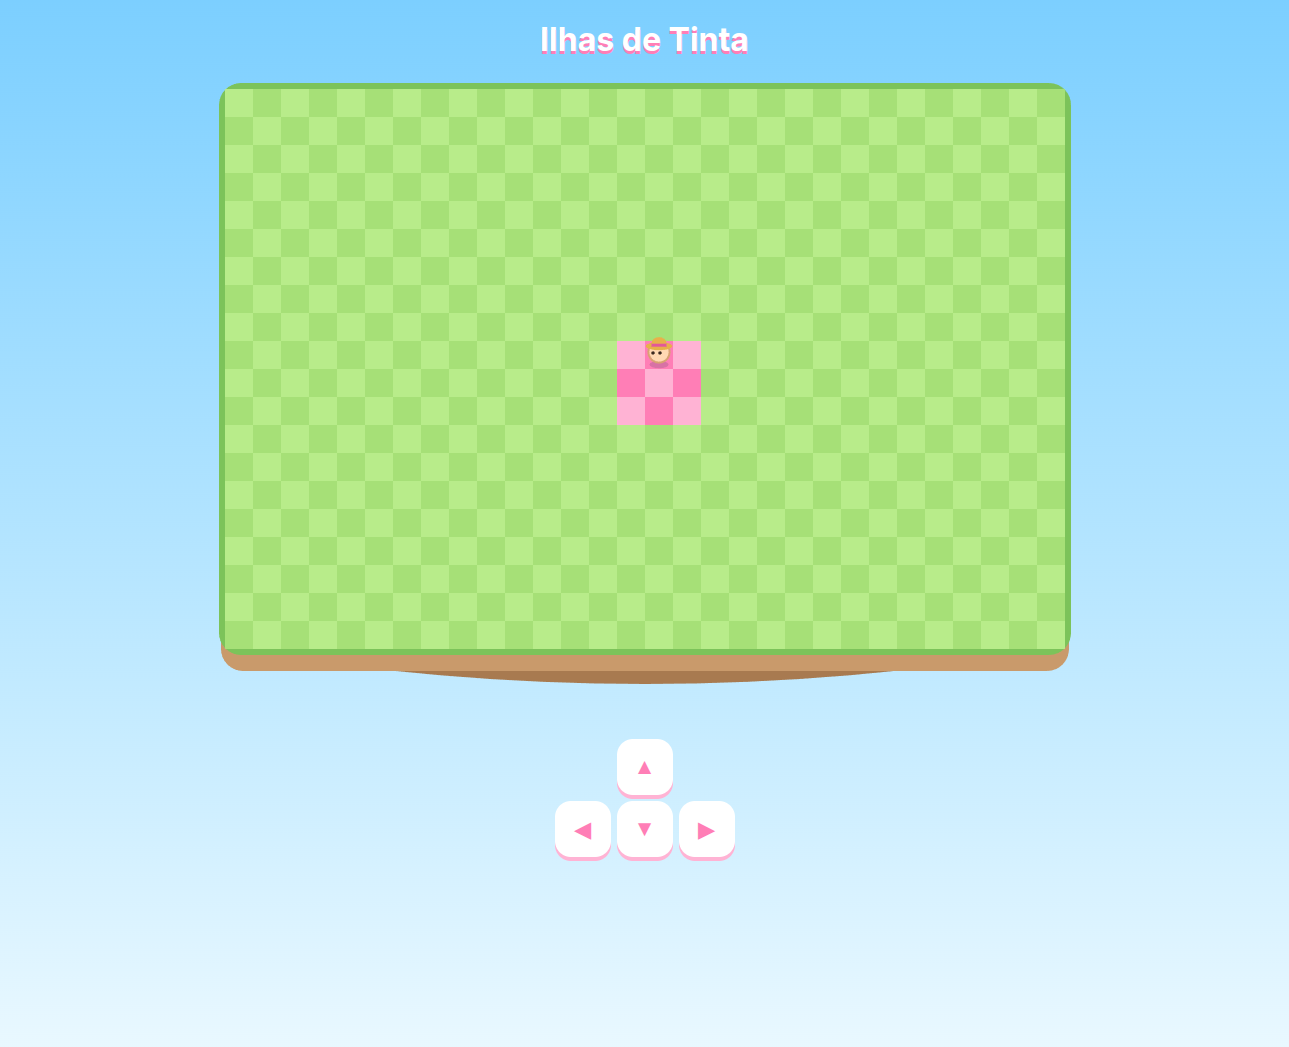 Ilhas de Tinta
▲
◀ ▼ ▶